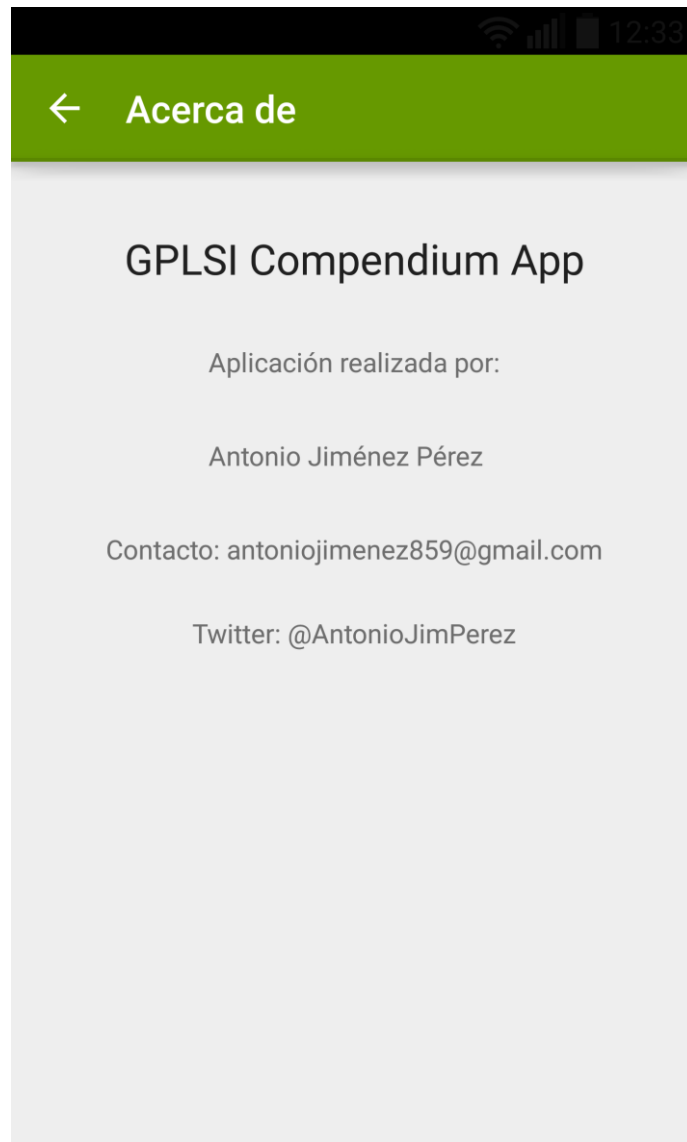 12:33
Acerca de
GPLSI Compendium App
Aplicación realizada por:
Antonio Jiménez Pérez
Contacto: antoniojimenez859@gmail.com
Twitter: @AntonioJimPerez